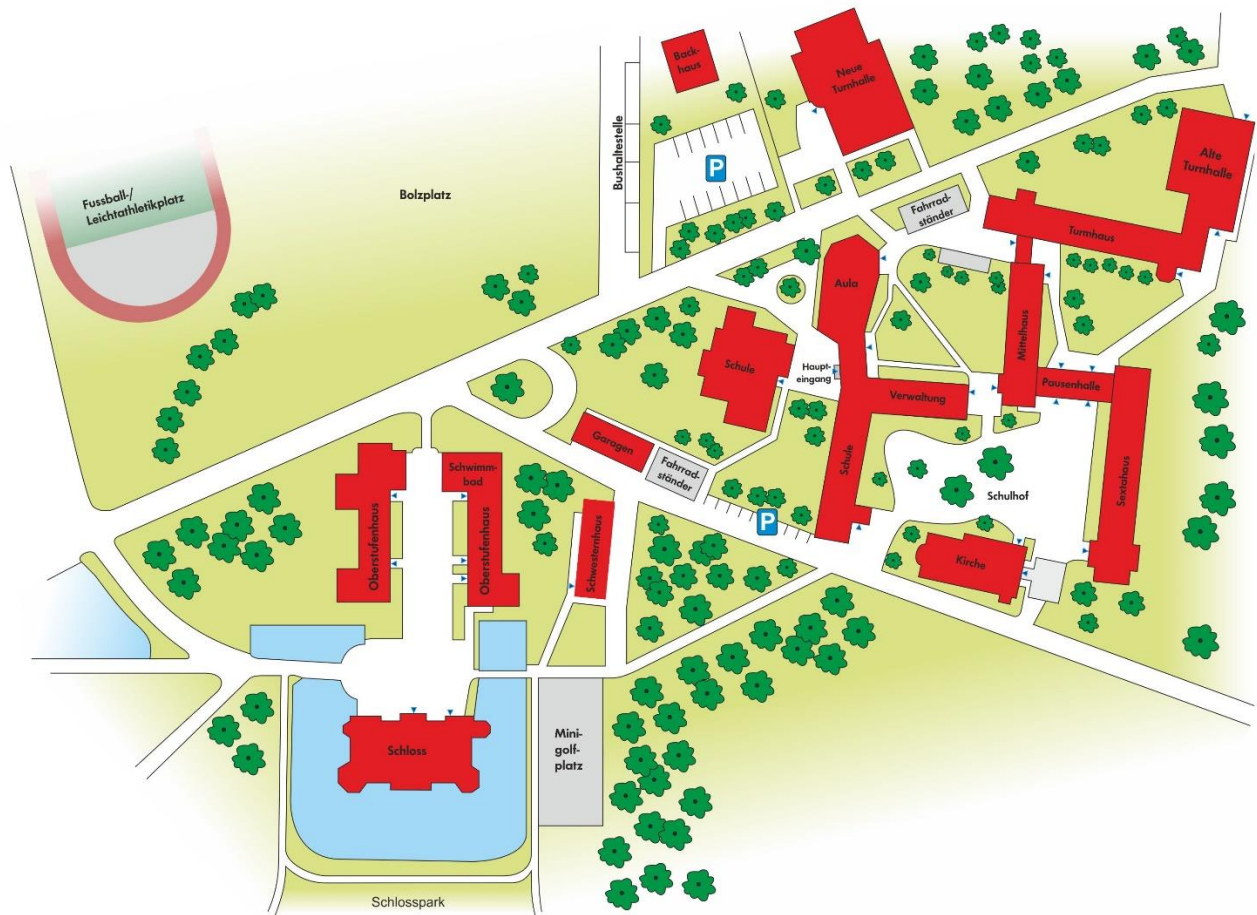 Back-
haus
Neue
Turnhalle
Bushaltestelle
P
Alte
Turnhalle
Fussball-/
Leichtathletikplatz
Bolzplatz
Fahrrad-
ständer
Turmhaus
Aula
Mittelhaus
Schule
Haupt-
eingang
Pausenhalle
Verwaltung
Garagen
Fahrrad-
ständer
Schwimm-
bad
Oberstufenhaus
Oberstufenhaus
Schwesternhaus
P
Schule
Schulhof
Sextahaus
Kirche
Schloss
Mini-
golf-
platz
Schlosspark